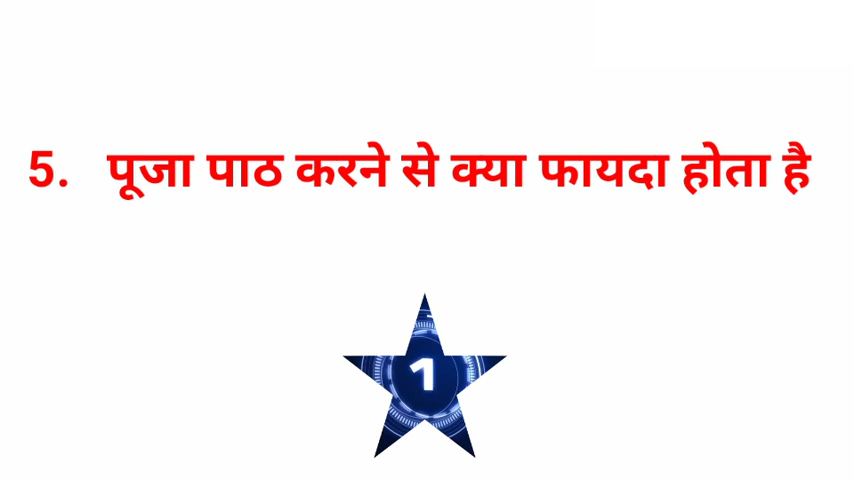 5. पूजा पाठ करने से क्या फायदा होता है
1